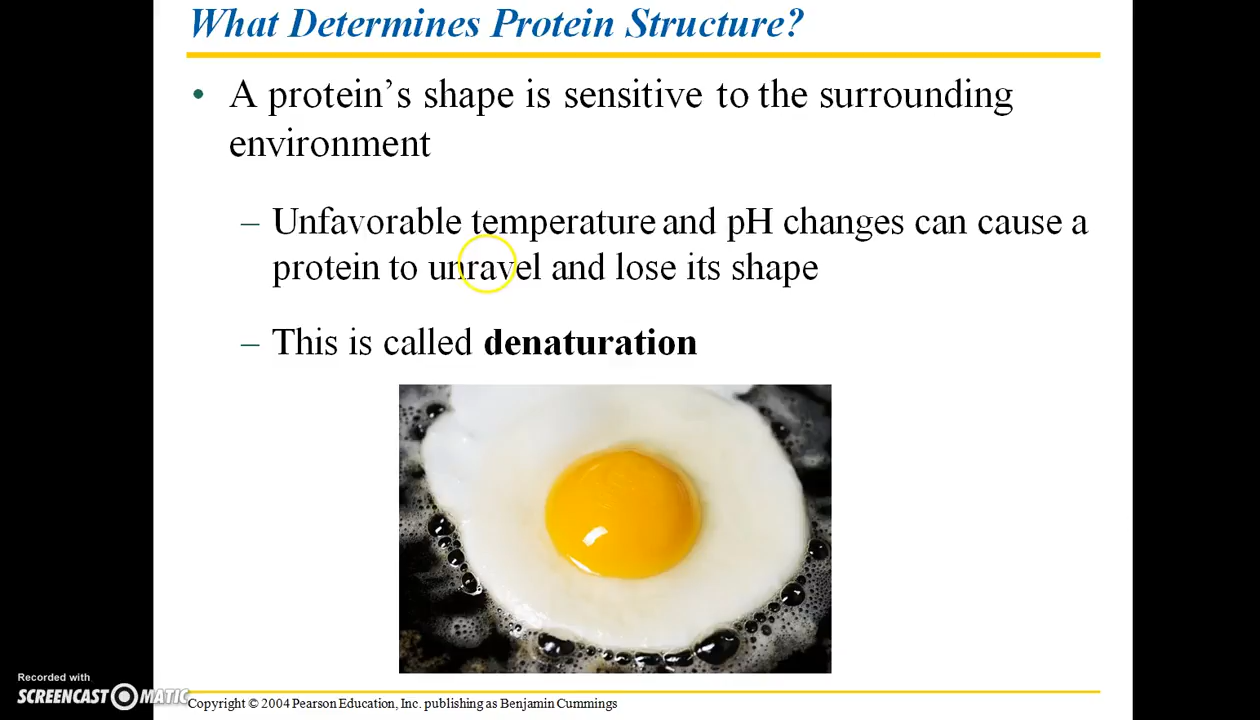 What Determines Protein Structure?
• A protein’s shape is sensitive to the surrounding
environment
– Unfavorable temperature and pH changes can cause a
protein to unravel and lose its shape
– This is called denaturation
Recorded with
SCREENCAST MATIC
Copyright © 2004 Pearson Education, Inc. publishing as Benjamin Cummings